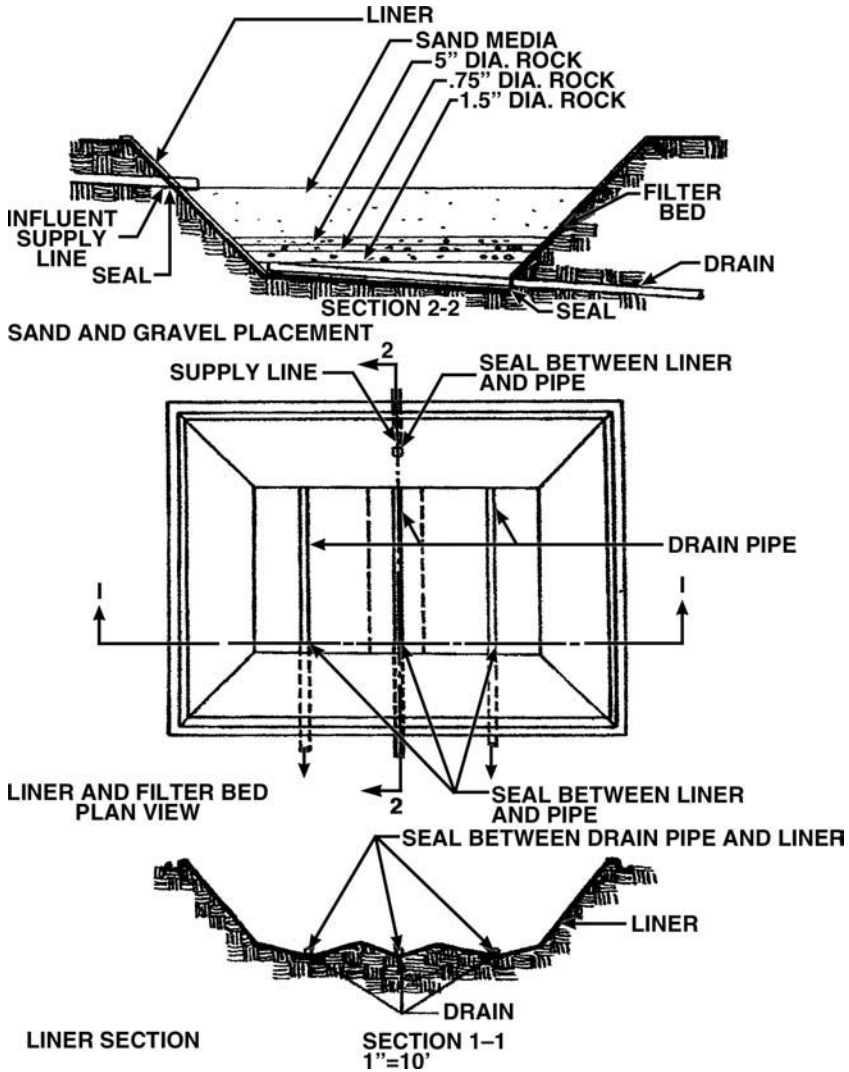 LINER
SAND MEDIA
5” DIA. ROCK
.75” DIA. ROCK
1.5” DIA. ROCK
INFLUENT
SUPPLY
LINE
SEAL
FILTER
BED
DRAIN
SECTION 2-2
SEAL
SAND AND GRAVEL PLACEMENT
2
SUPPLY LINE
SEAL BETWEEN LINER
AND PIPE
DRAIN PIPE
1
1
LINER AND FILTER BED
PLAN VIEW
2
SEAL BETWEEN LINER
AND PIPE
SEAL BETWEEN DRAIN PIPE AND LINER
LINER
DRAIN
LINER SECTION
SECTION 1–1
1”=10’